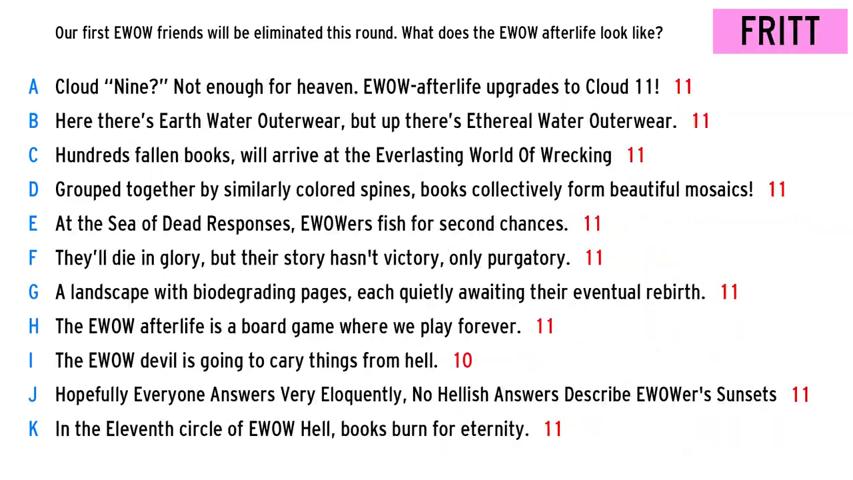 Our first EWOW friends will be eliminated this round. What does the EWOW afterlife look like?
FRITT
A Cloud “Nine?” Not enough for heaven. EWOW-afterlife upgrades to Cloud 11! 11
B Here there’s Earth Water Outerwear, but up there’s Ethereal Water Outerwear. 11
C Hundreds fallen books, will arrive at the Everlasting World Of Wrecking 11
D Grouped together by similarly colored spines, books collectively form beautiful mosaics! 11
E At the Sea of Dead Responses, EWOWers fish for second chances. 11
F They’ll die in glory, but their story hasn't victory, only purgatory. 11
G A landscape with biodegrading pages, each quietly awaiting their eventual rebirth. 11
H The EWOW afterlife is a board game where we play forever. 11
I The EWOW devil is going to cary things from hell. 10
J Hopefully Everyone Answers Very Eloquently, No Hellish Answers Describe EWOWer's Sunsets 11
K In the Eleventh circle of EWOW Hell, books burn for eternity. 11